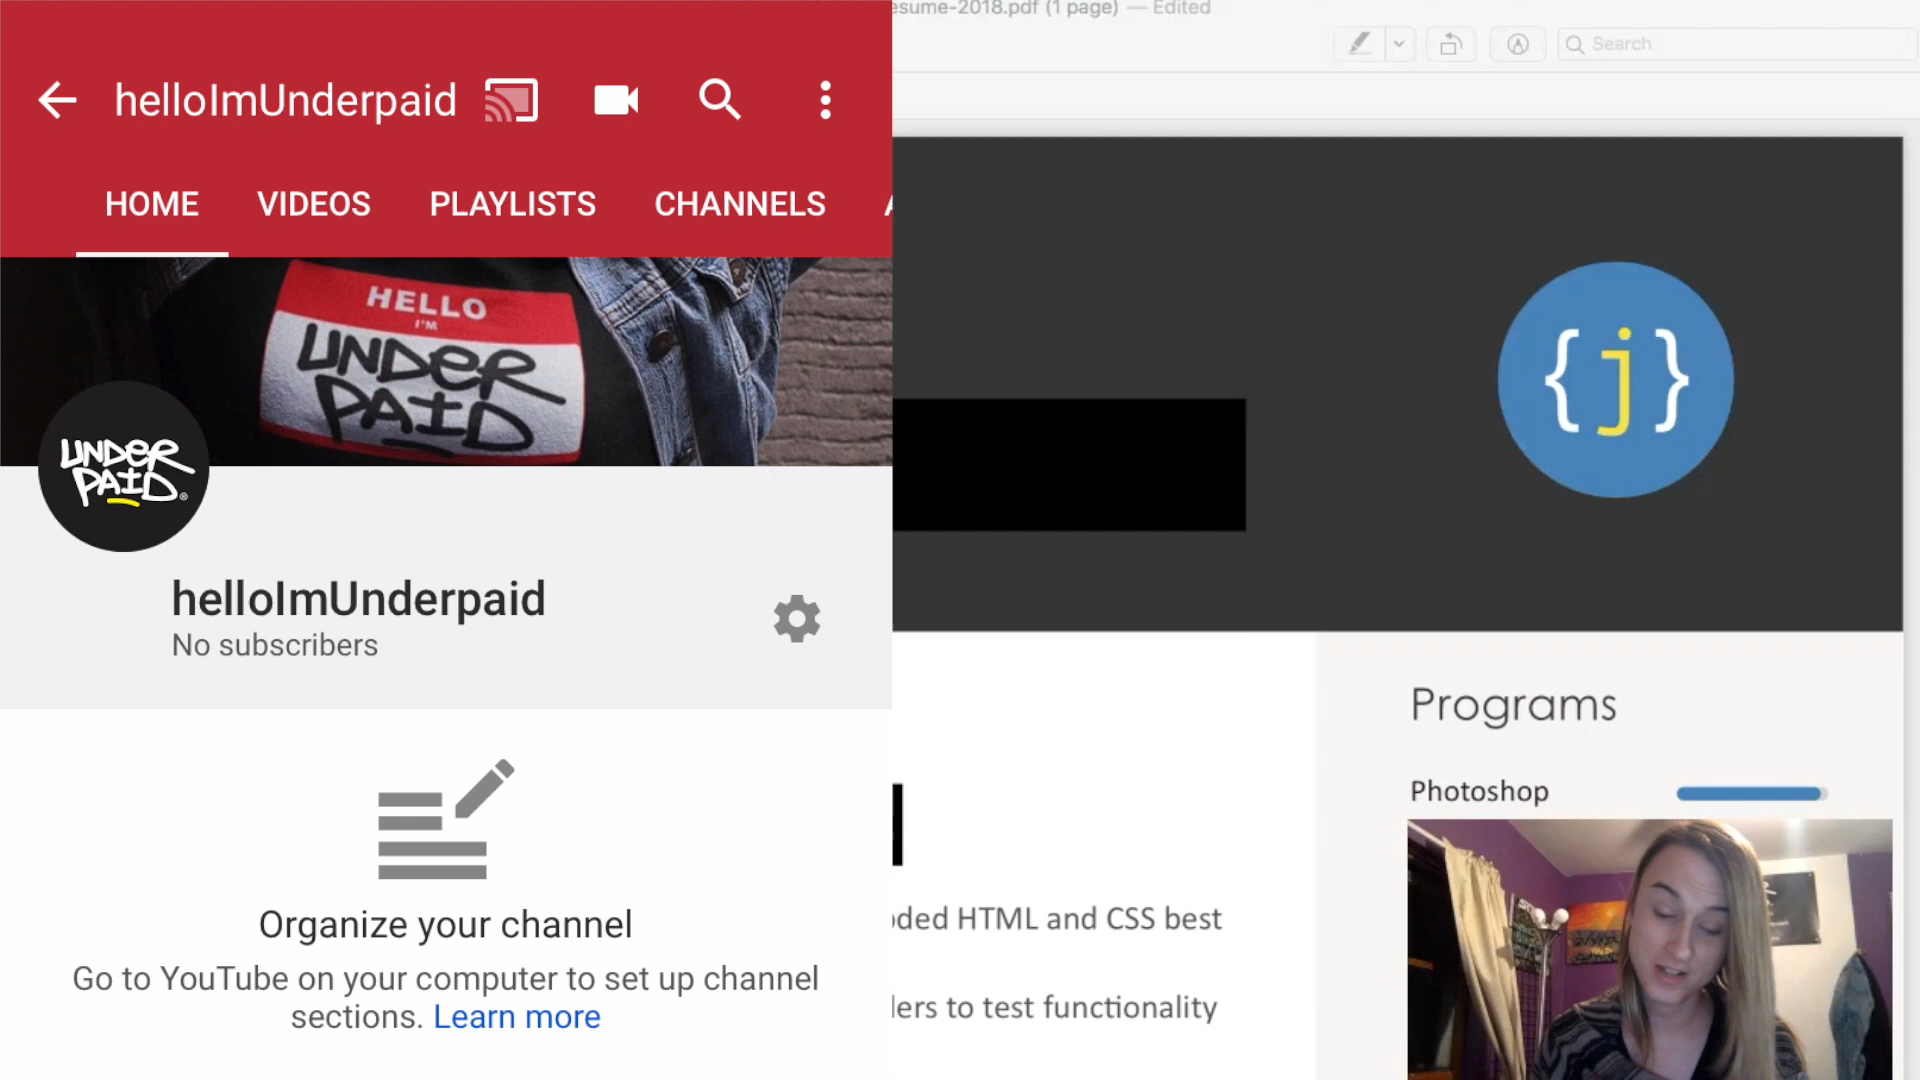 helloImUnderpaid
HOME VIDEOS PLAYLISTS CHANNELS
HELLO
I'M
UNDER
PAID
UNDER
PAID®
helloImUnderpaid
No subscribers
Organize your channel
Go to YouTube on your computer to set up channel
sections. Learn more
esume-2018.pdf (1 page) — Edited
Search
{j}
Programs
Photoshop
ded HTML and CSS best
ers to test functionality